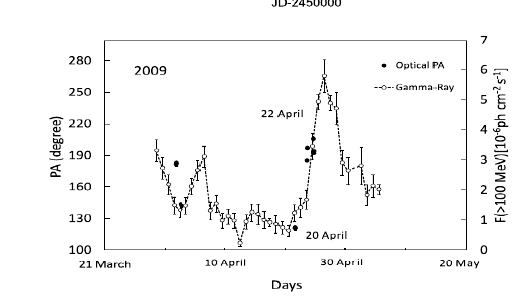 JD-2450000
280
250
220
190
160
130
100
PA (degree)
2009
Optical PA
Gamma-Ray
22 April
20 April
7
6
5
4
3
2
1
0
F(>100 MeV)[10⁻⁶ph cm⁻² s⁻¹]
21 March
10 April
30 April
20 May
Days